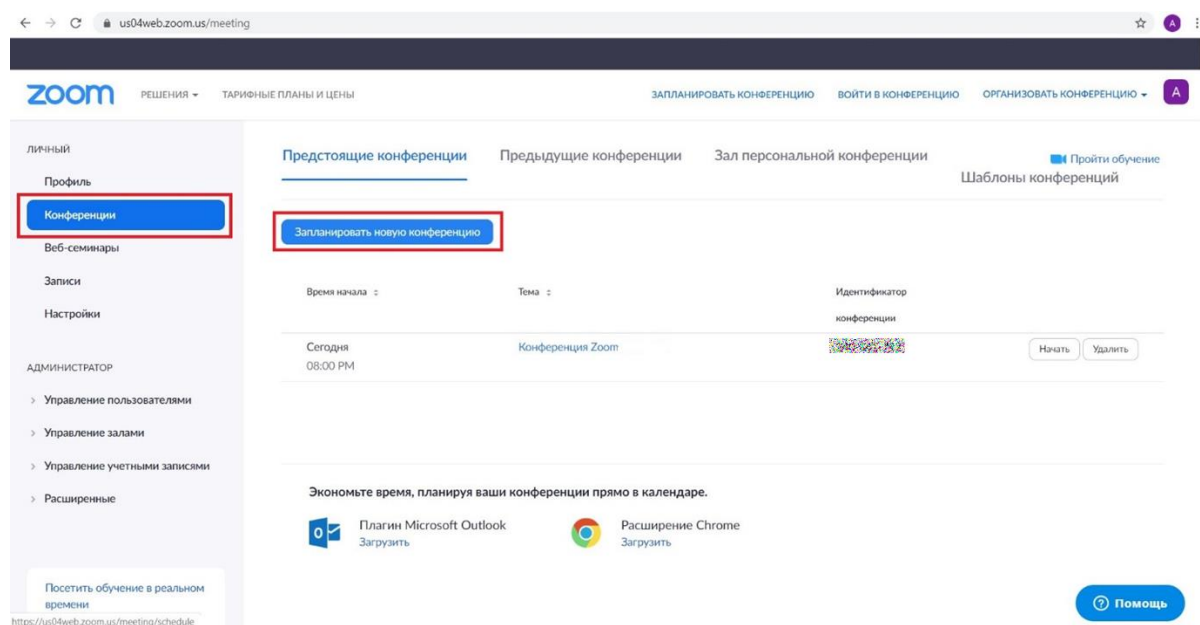 us04web.zoom.us/meeting
A
zoom
РЕШЕНИЯ
ТАРИФНЫЕ ПЛАНЫ И ЦЕНЫ
ЗАПЛАНИРОВАТЬ КОНФЕРЕНЦИЮ
ВОЙТИ В КОНФЕРЕНЦИЮ
ОРГАНИЗОВАТЬ КОНФЕРЕНЦИЮ
A
ЛИЧНЫЙ
Профиль
Конференции
Веб-семинары
Записи
Настройки
АДМИНИСТРАТОР
Управление пользователями
Управление залами
Управление учетными записями
Расширенные
Посетить обучение в реальном
времени
https://us04web.zoom.us/meeting/schedule
Предстоящие конференции
Предыдущие конференции
Зал персональной конференции
Шаблоны конференций
Пройти обучение
Запланировать новую конференцию
Время начала
Тема
Идентификатор
конференции
Сегодня
08:00 PM
Конференция Zoom
Начать
Удалить
Экономьте время, планируя ваши конференции прямо в календаре.
Плагин Microsoft Outlook
Загрузить
Расширение Chrome
Загрузить
Помощь